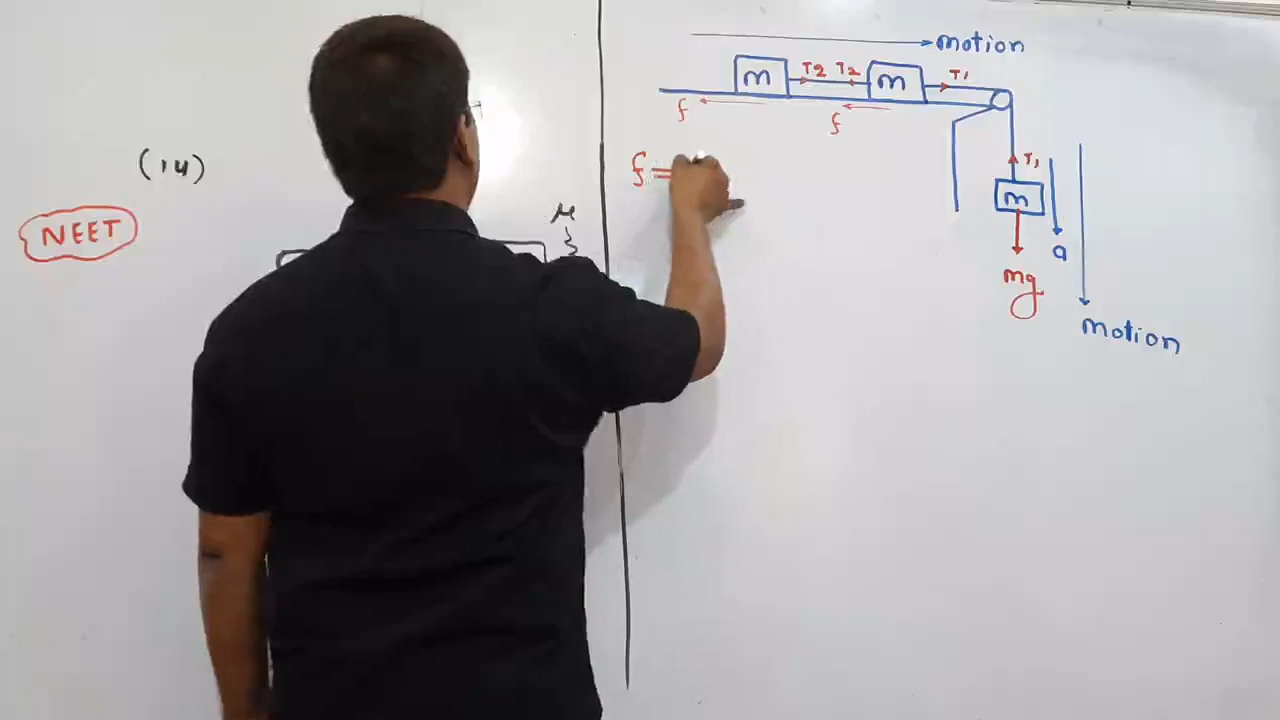 (14)
NEET
μ
motion
m T2 T2 m T1
f f
f =
T1
m
a
mg
motion